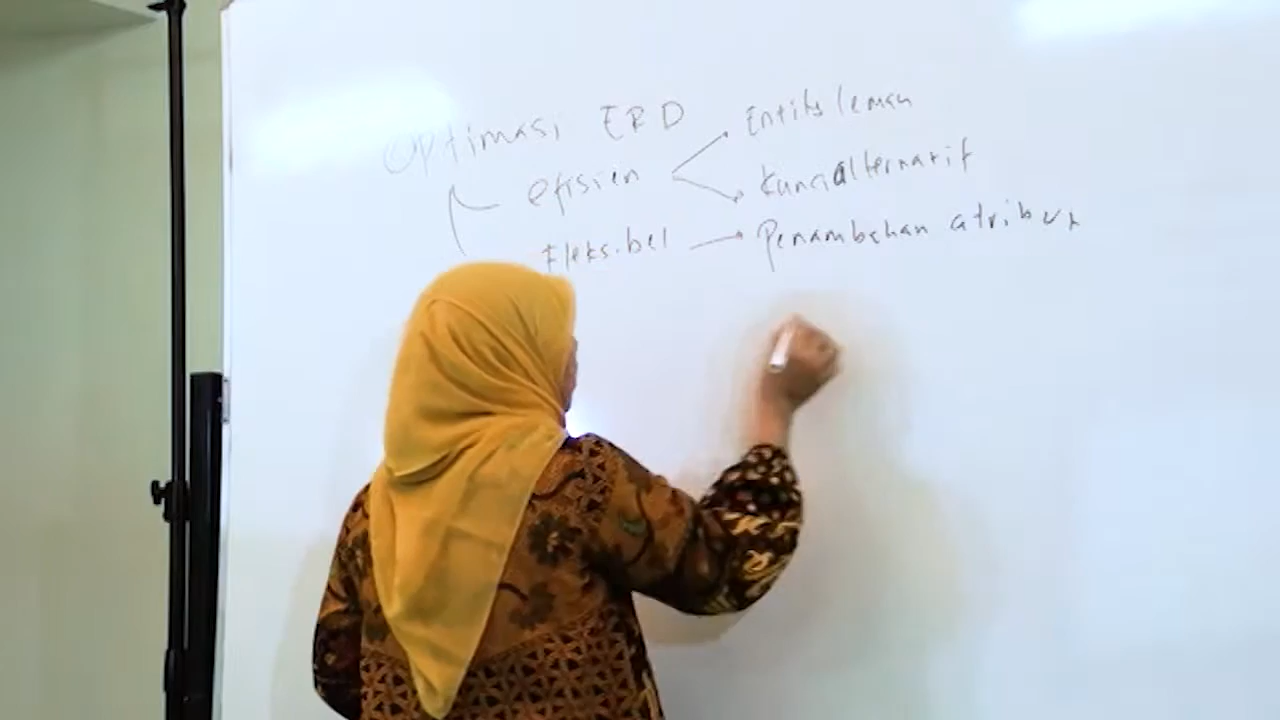 Optimasi ERD
efisien
Entitas lemah
Kunci alternatif
Fleksibel
Penambahan atribut